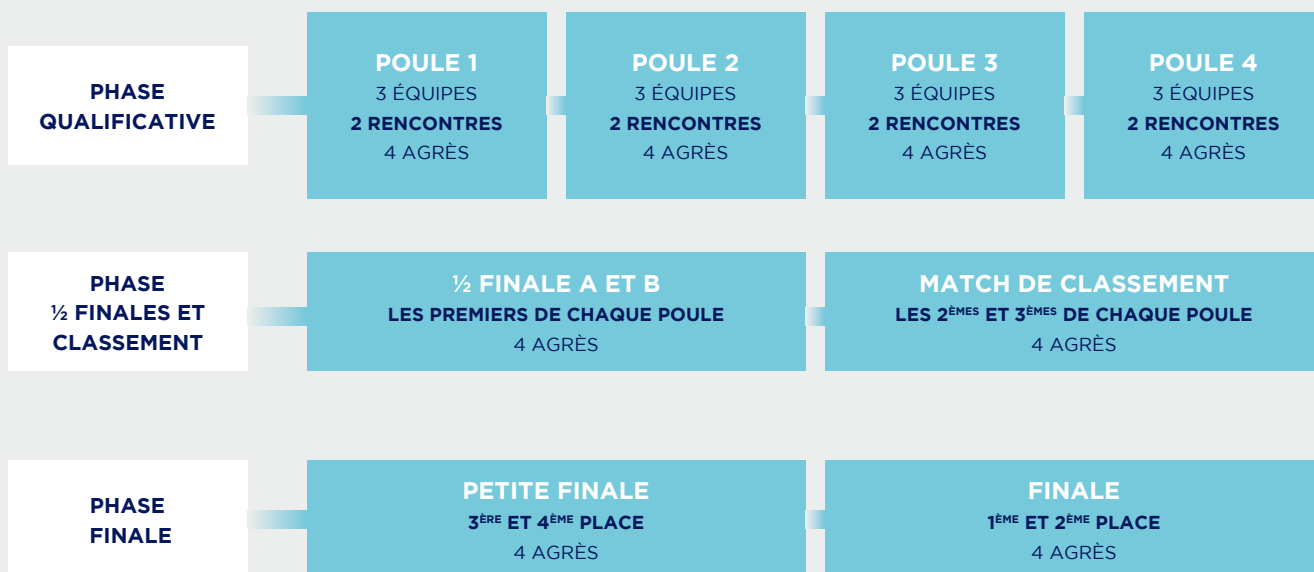 PHASE
QUALIFICATIVE
POULE 1
3 ÉQUIPES
2 RENCONTRES
4 AGRÈS
POULE 2
3 ÉQUIPES
2 RENCONTRES
4 AGRÈS
POULE 3
3 ÉQUIPES
2 RENCONTRES
4 AGRÈS
POULE 4
3 ÉQUIPES
2 RENCONTRES
4 AGRÈS
PHASE
½ FINALES ET
CLASSEMENT
½ FINALE A ET B
LES PREMIERS DE CHAQUE POULE
4 AGRÈS
MATCH DE CLASSEMENT
LES 2ÈMES ET 3ÈMES DE CHAQUE POULE
4 AGRÈS
PHASE
FINALE
PETITE FINALE
3ÈRE ET 4ÈME PLACE
4 AGRÈS
FINALE
1ÈME ET 2ÈME PLACE
4 AGRÈS